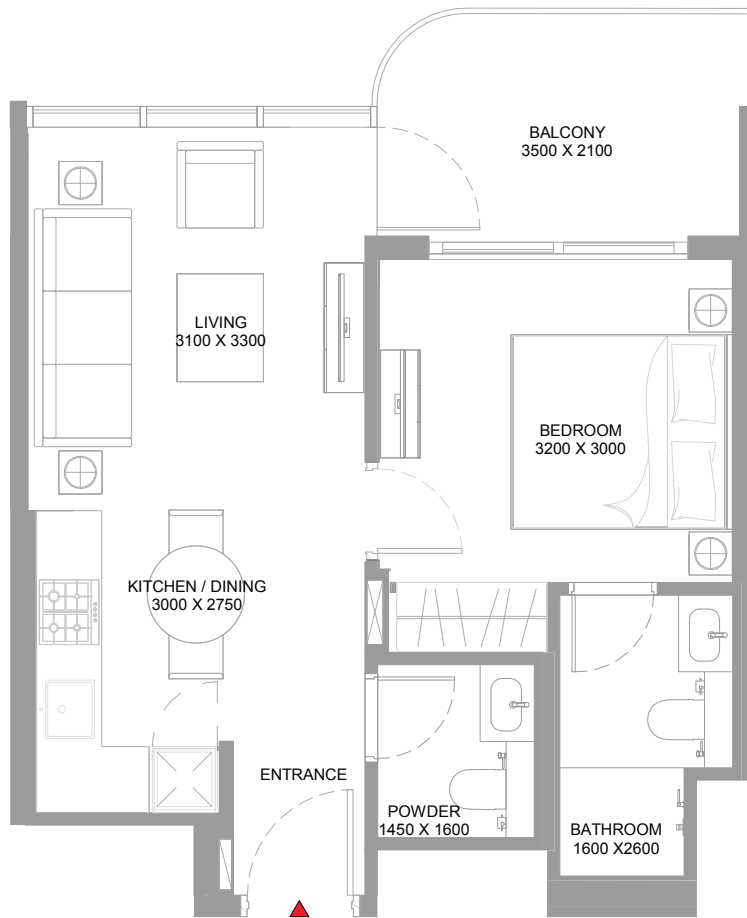 BALCONY
3500 X 2100
LIVING
3100 X 3300
BEDROOM
3200 X 3000
KITCHEN / DINING
3000 X 2750
ENTRANCE
POWDER
1450 X 1600
BATHROOM
1600 X2600